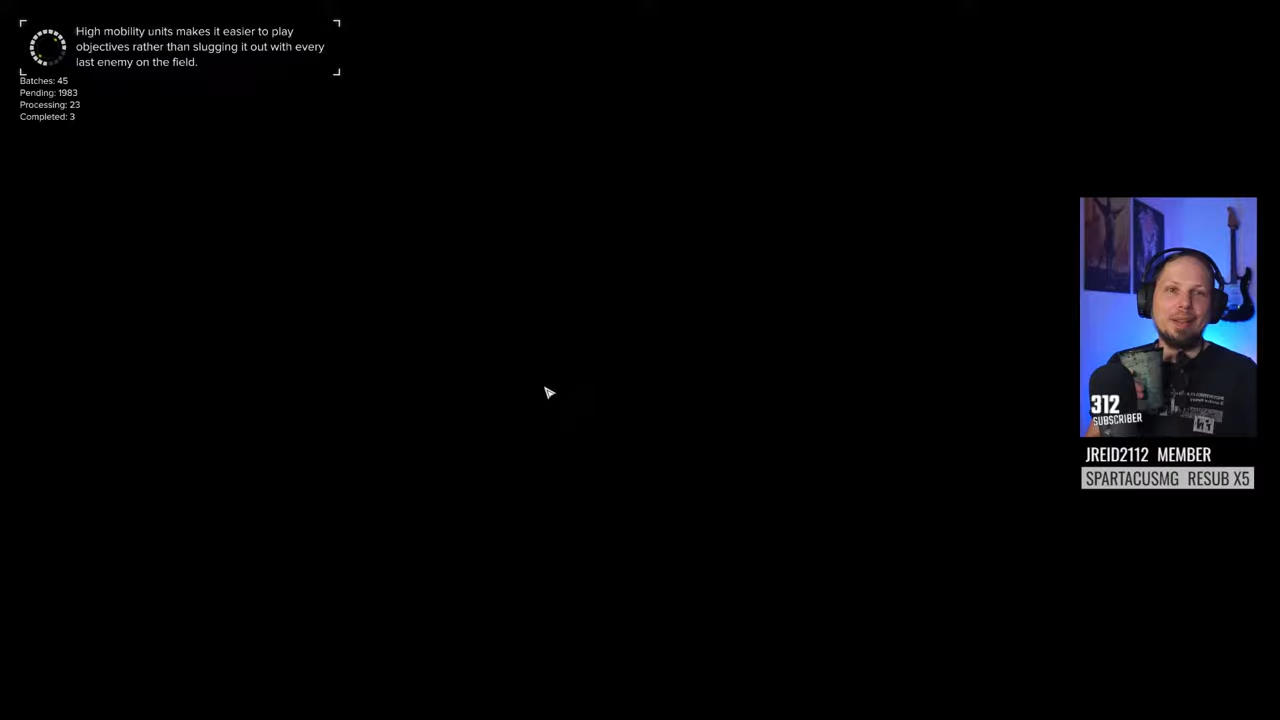 High mobility units makes it easier to play
objectives rather than slugging it out with every
last enemy on the field.
Batches: 45
Pending: 1983
Processing: 23
Completed: 3
312
SUBSCRIBER
JREID2112 MEMBER
SPARTACUSMG RESUB X5